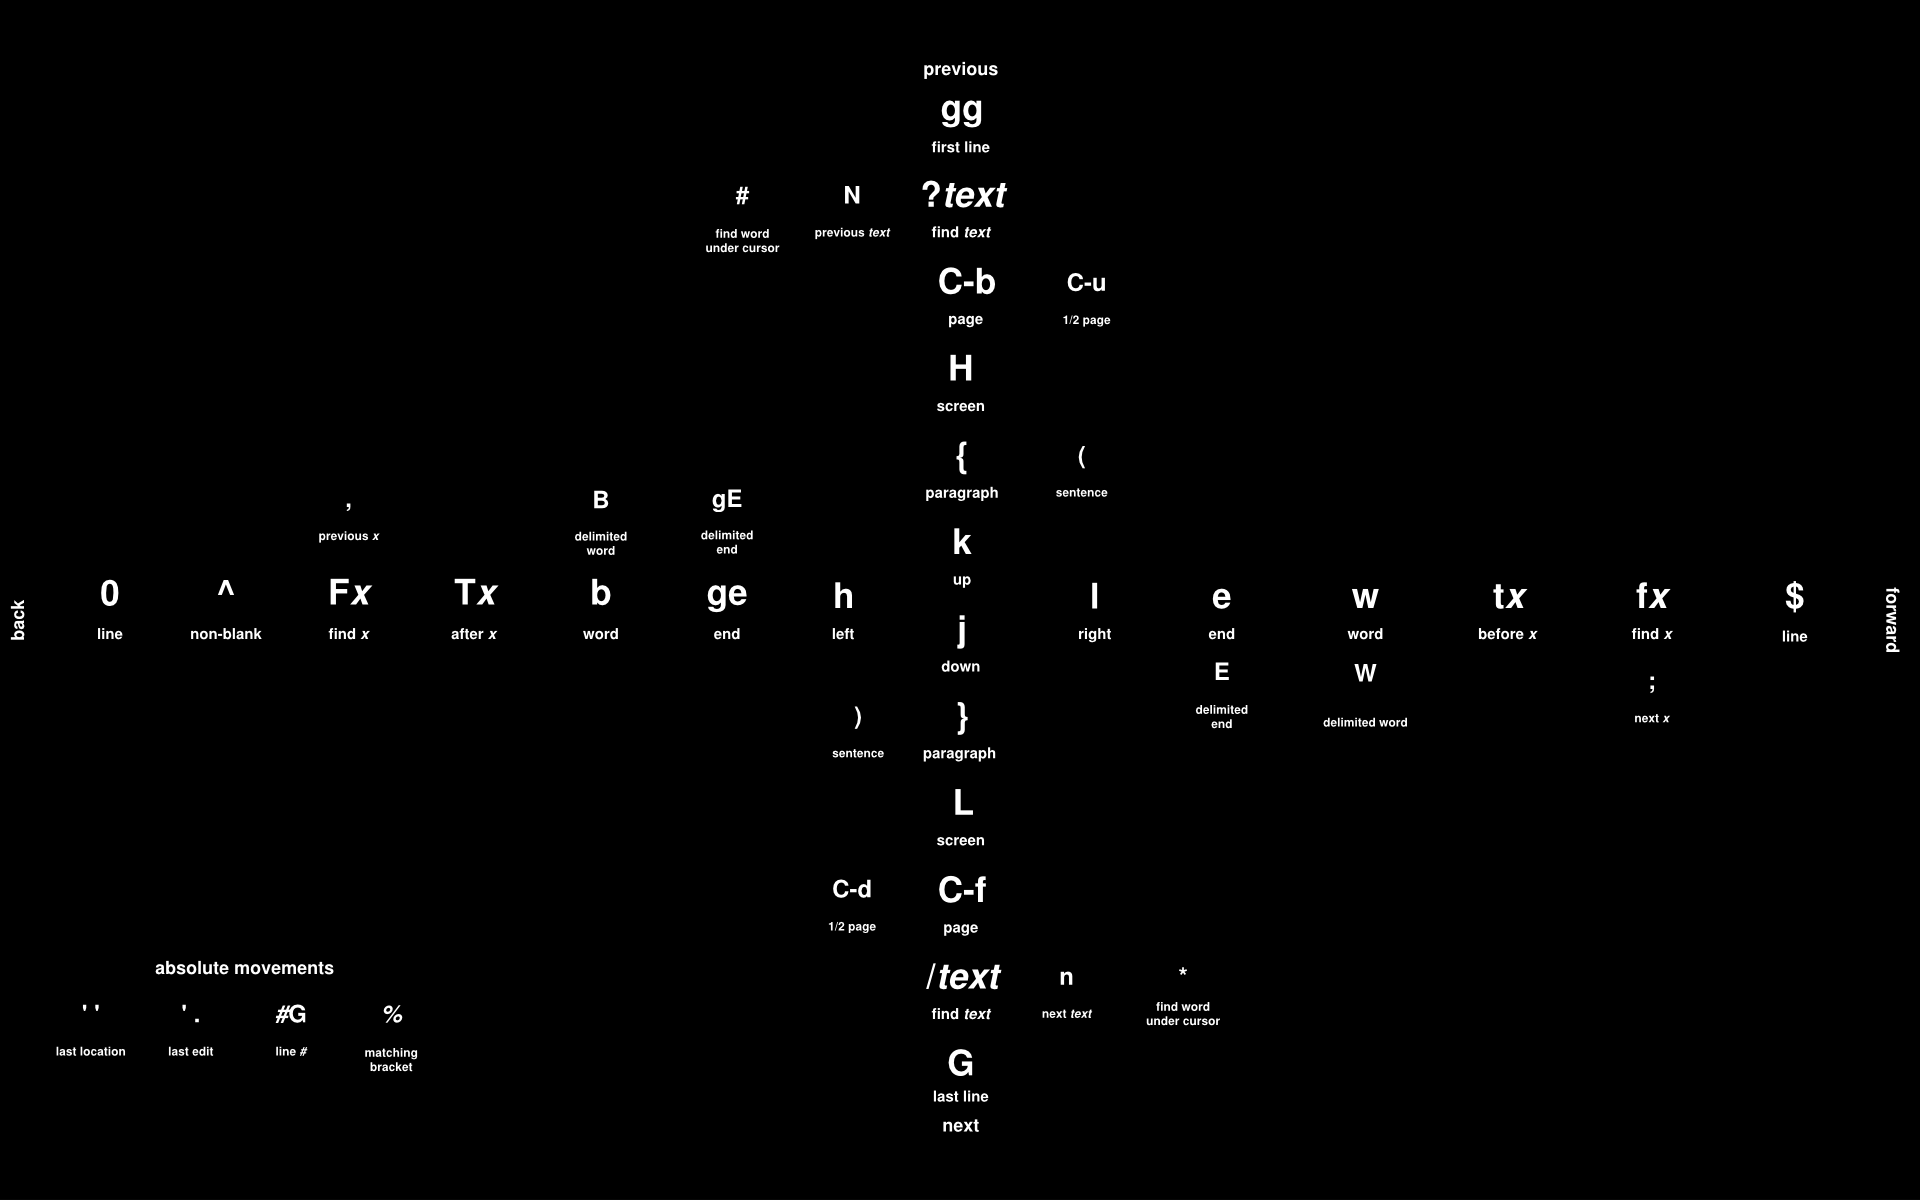 previous
gg
first line
# N ?text
find word under cursor previous text find text
C-b C-u
page 1/2 page
H
screen
{ (
paragraph sentence
, B gE
previous x delimited word delimited end
k
up
back 0 ^ Fx Tx b ge h l e w tx fx $ forward
line non-blank find x after x word end left right end word before x find x line
j
down
E W ;
delimited end delimited word next x
) }
sentence paragraph
L
screen
C-d C-f
1/2 page page
/text n *
find text next text find word under cursor
G
last line
next
absolute movements
' ' ' . #G %
last location last edit line # matching bracket